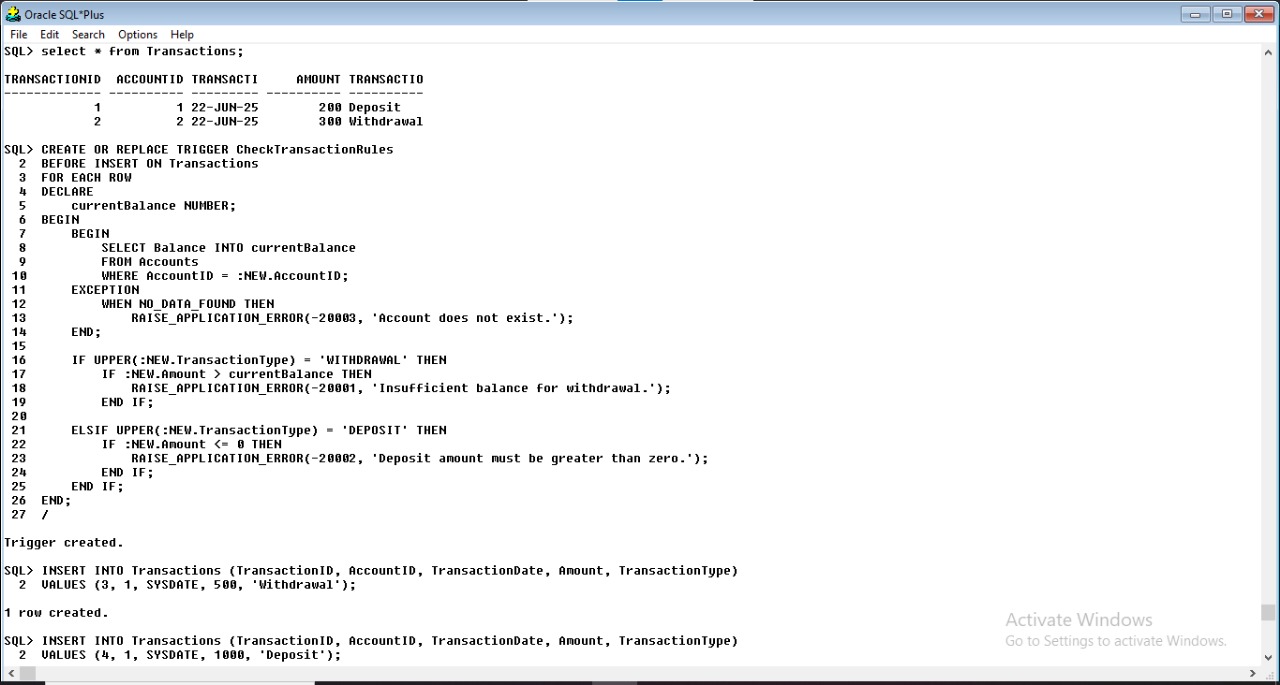 Oracle SQL*Plus
File Edit Search Options Help
SQL> select * from Transactions;
TRANSACTIONID  ACCOUNTID TRANSACTI     AMOUNT TRANSACTIO
------------- ---------- --------- ---------- ----------
            1          1 22-JUN-25        200 Deposit
            2          2 22-JUN-25        300 Withdrawal
SQL> CREATE OR REPLACE TRIGGER CheckTransactionRules
  2  BEFORE INSERT ON Transactions
  3  FOR EACH ROW
  4  DECLARE
  5      currentBalance NUMBER;
  6  BEGIN
  7      BEGIN
  8          SELECT Balance INTO currentBalance
  9          FROM Accounts
 10          WHERE AccountID = :NEW.AccountID;
 11      EXCEPTION
 12          WHEN NO_DATA_FOUND THEN
 13              RAISE_APPLICATION_ERROR(-20003, 'Account does not exist.');
 14      END;
 15
 16      IF UPPER(:NEW.TransactionType) = 'WITHDRAWAL' THEN
 17          IF :NEW.Amount > currentBalance THEN
 18              RAISE_APPLICATION_ERROR(-20001, 'Insufficient balance for withdrawal.');
 19          END IF;
 20
 21      ELSIF UPPER(:NEW.TransactionType) = 'DEPOSIT' THEN
 22          IF :NEW.Amount <= 0 THEN
 23              RAISE_APPLICATION_ERROR(-20002, 'Deposit amount must be greater than zero.');
 24          END IF;
 25      END IF;
 26  END;
 27  /
Trigger created.
SQL> INSERT INTO Transactions (TransactionID, AccountID, TransactionDate, Amount, TransactionType)
  2  VALUES (3, 1, SYSDATE, 500, 'Withdrawal');
1 row created.
SQL> INSERT INTO Transactions (TransactionID, AccountID, TransactionDate, Amount, TransactionType)
  2  VALUES (4, 1, SYSDATE, 1000, 'Deposit');
Activate Windows
Go to Settings to activate Windows.